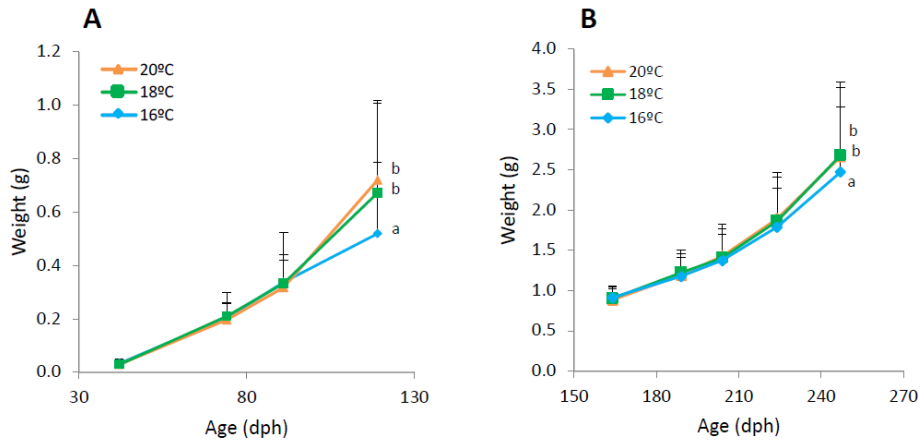 A
1.2
1.0
0.8
0.6
0.4
0.2
0.0
Weight (g)
20ºC
18ºC
16ºC
b
b
a
30
80
130
Age (dph)
B
4.0
3.5
3.0
2.5
2.0
1.5
1.0
0.5
0.0
Weight (g)
20ºC
18ºC
16ºC
b
b
a
150
180
210
240
270
Age (dph)